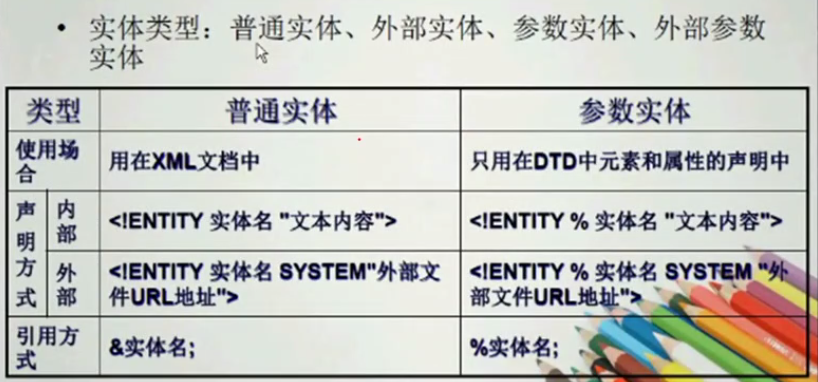 • 实体类型：普通实体、外部实体、参数实体、外部参数
实体
类型 普通实体 参数实体
使用场合 用在XML文档中 只用在DTD中元素和属性的声明中
声明方式 内部 <!ENTITY 实体名 "文本内容"> <!ENTITY % 实体名 "文本内容">
外部 <!ENTITY 实体名 SYSTEM"外部文
件URL地址"> <!ENTITY % 实体名 SYSTEM "外
部文件URL地址">
引用方式 &实体名; %实体名;